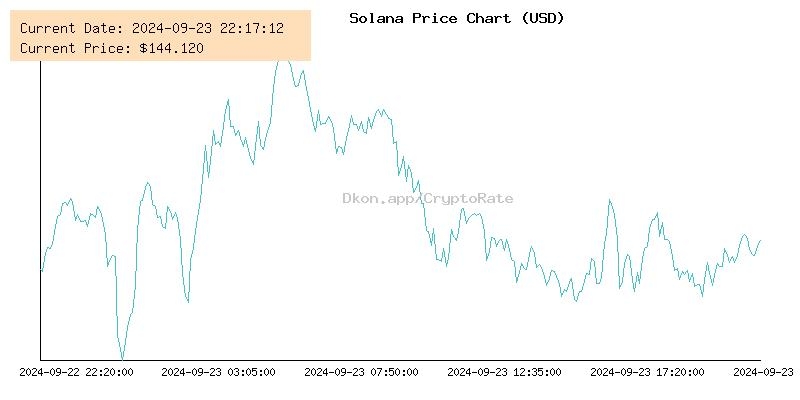 Solana Price Chart (USD)
Current Date: 2024-09-23 22:17:12
Current Price: $144.120
Dkon.app/CryptoRate
2024-09-22 22:20:00 2024-09-23 03:05:00 2024-09-23 07:50:00 2024-09-23 12:35:00 2024-09-23 17:20:00 2024-09-23